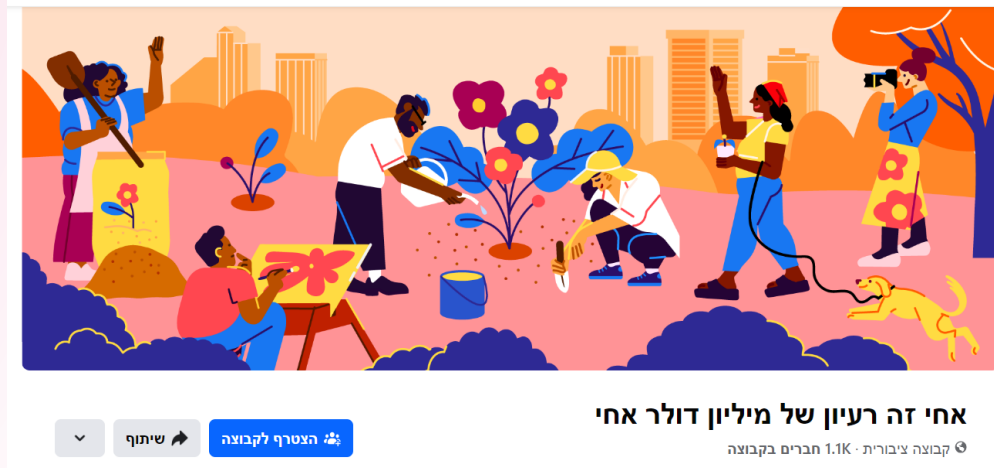 אחי זה רעיון של מיליון דולר אחי
קבוצה ציבורית · 1.1K חברים בקבוצה
הצטרף לקבוצה
שיתוף